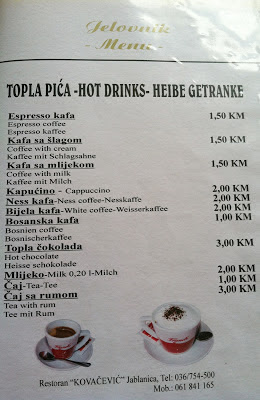 Jelovnik
- Menu -
TOPLA PIĆA -HOT DRINKS- HEIBE GETRANKE
Espresso kafa 1,50 KM
Espresso coffee
Espresso kaffee
Kafa sa šlagom 1,50 KM
Coffee with cream
Kaffee mit Schlagsahne
Kafa sa mlijekom 1,50 KM
Coffee with milk
Kaffee mit Milch
Kapućino - Cappuccino 2,00 KM
Ness kafa-Ness coffee-Nesskaffe 2,00 KM
Bijela kafa-White coffee-Weisserkaffee 2,00 KM
Bosanska kafa 1,00 KM
Bosnien coffee
Bosnischerkaffee
Topla čokolada 3,00 KM
Hot chocolate
Heisse schokolade
Mlijeko-Milk 0,20 l-Milch 2,00 KM
Čaj-Tea-Tee 1,00 KM
Čaj sa rumom 3,00 KM
Tea with rum
Tee mit Rum
Restoran "KOVAČEVIĆ" Jablanica, Tel: 036/754-500
Mob.: 061 841 165